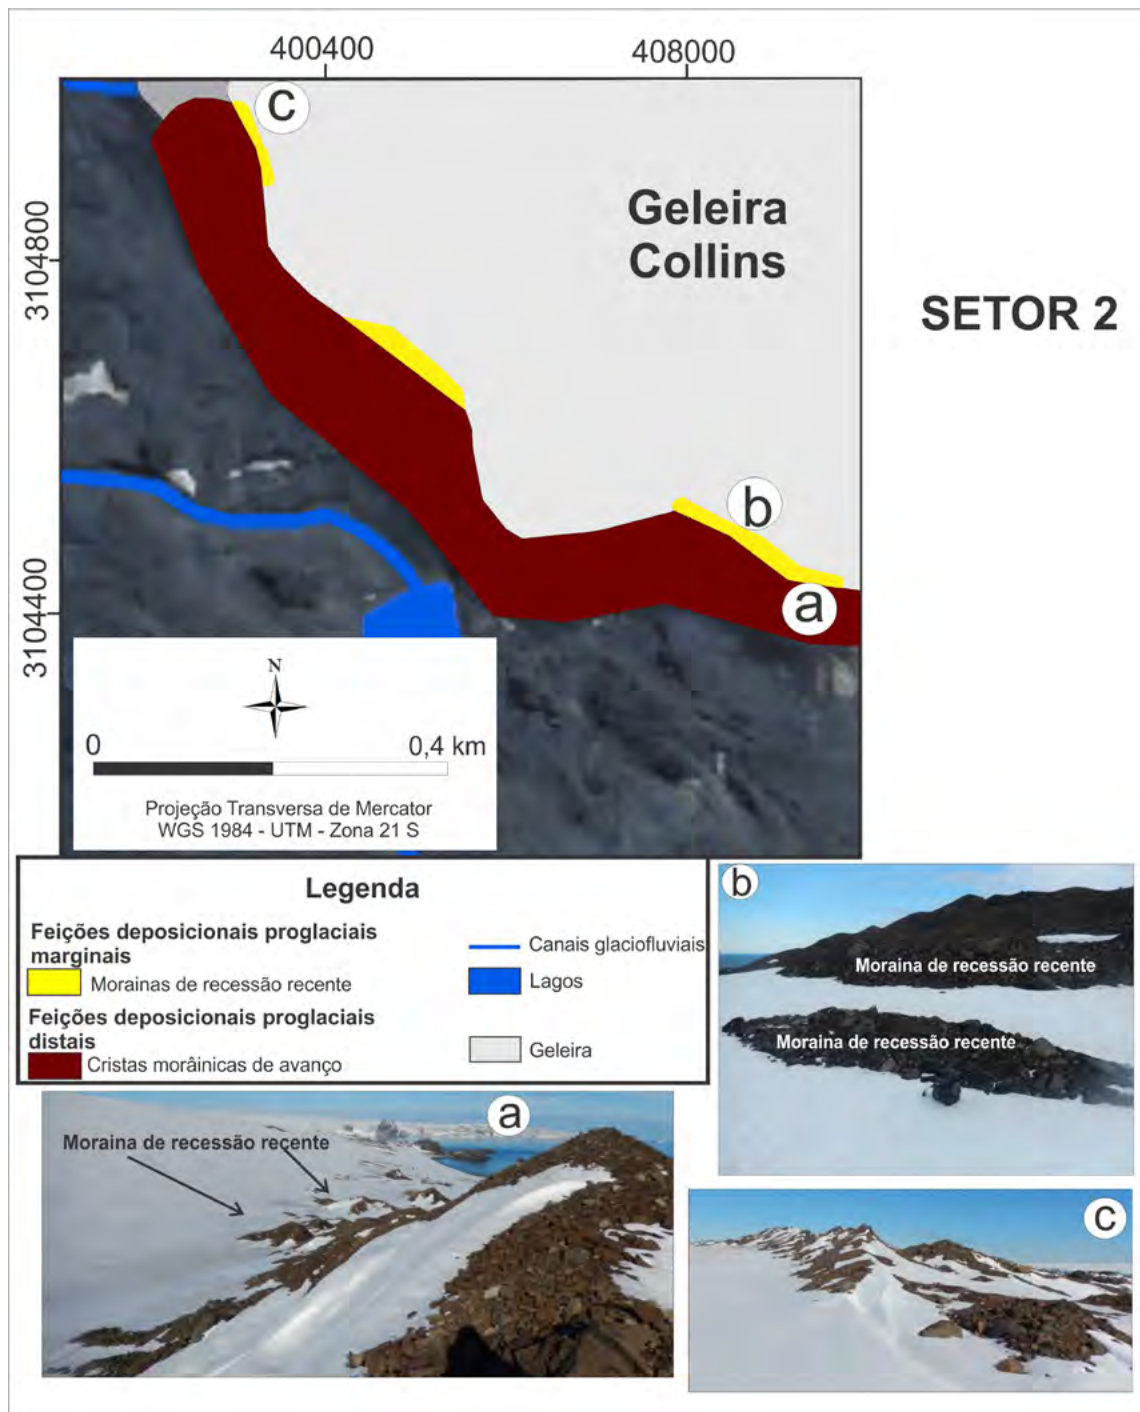 400400
408000
c
Geleira
Collins
3104800
SETOR 2
b
a
3104400
N
0
0,4 km
Projeção Transversa de Mercator
WGS 1984 - UTM - Zona 21 S
Legenda
Feições deposicionais proglaciais
marginais
Morainas de recessão recente
Feições deposicionais proglaciais
distais
Cristas morâinicas de avanço
Canais glaciofluviais
Lagos
Geleira
b
Moraina de recessão recente
Moraina de recessão recente
a
Moraina de recessão recente
c